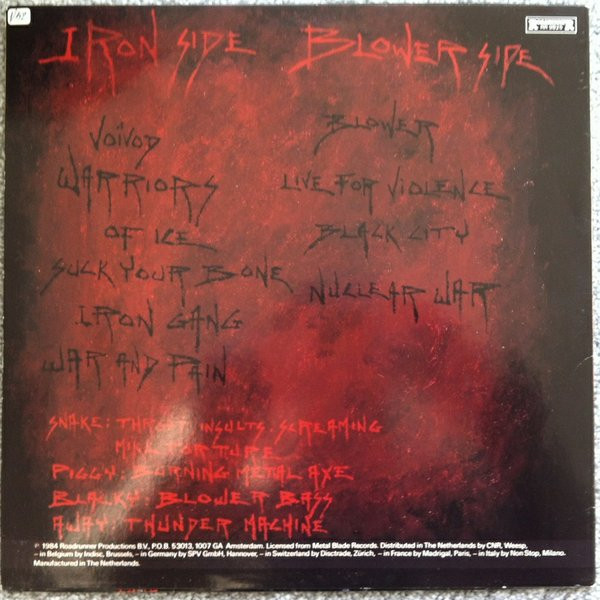 IRON SIDE BLOWER SIDE
VOÏVOD
WARRIORS
OF ICE
SUCK YOUR BONE
IRON GANG
WAR AND PAIN
BLOWER
LIVE FOR VIOLENCE
BLACK CITY
NUCLEAR WAR
SNAKE: THROAT, INSULTS, SCREAMING
MIKE TORTURE
PIGGY: BURNING METAL AXE
BLACKY: BLOWER BASS
AWAY: THUNDER MACHINE
℗ 1984 Roadrunner Productions B.V., P.O.B. 53013, 1007 GA Amsterdam. Licensed from Metal Blade Records. Distributed in The Netherlands by CNR, Weesp,
– in Belgium by Indisc, Brussels, – in Germany by SPV GmbH, Hannover, – in Switzerland by Disctrade, Zürich, – in France by Madrigal, Paris, – in Italy by Non Stop, Milano.
Manufactured in The Netherlands.